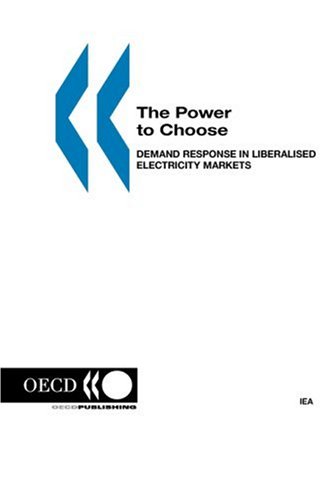 The Power
to Choose
DEMAND RESPONSE IN LIBERALISED
ELECTRICITY MARKETS
OECD
OECDPUBLISHING
IEA